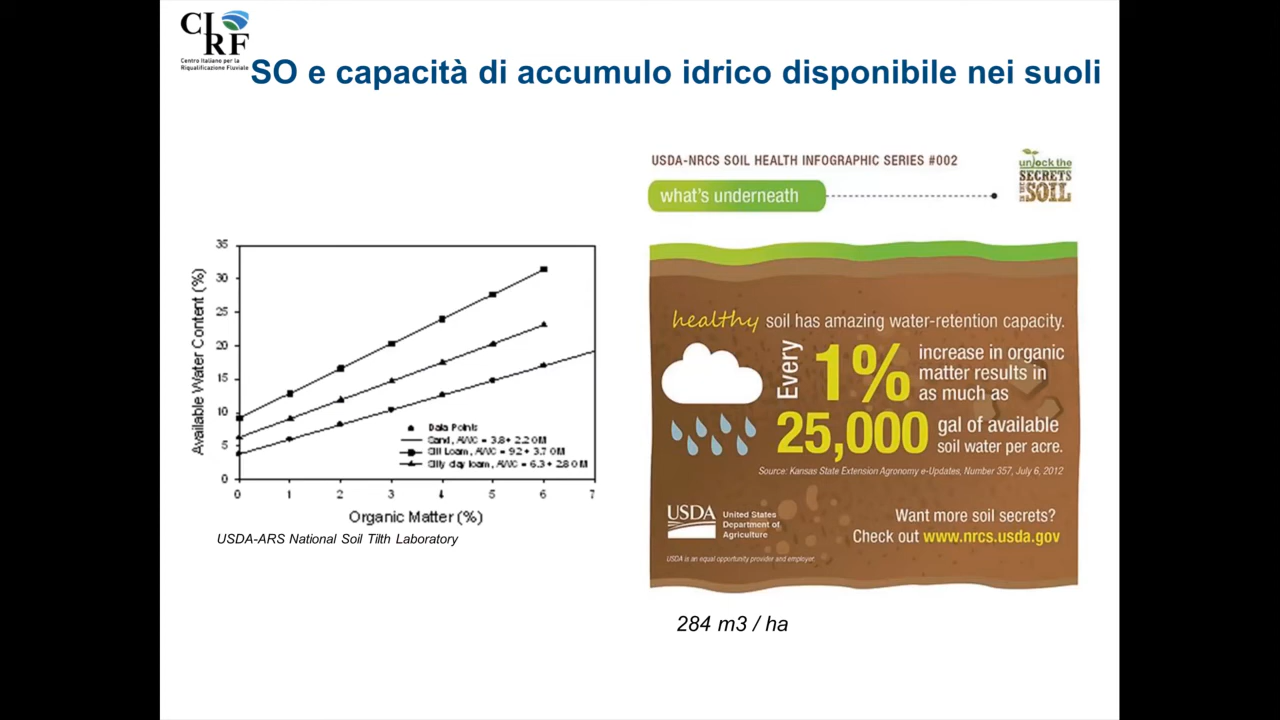 CIRF
Centro Italiano per la
Riqualificazione Fluviale
SO e capacità di accumulo idrico disponibile nei suoli
USDA-NRCS SOIL HEALTH INFOGRAPHIC SERIES #002
what's underneath
unlock the
SECRETS
IN THE
SOIL
Available Water Content (%)
35
30
25
20
15
10
5
0
0 1 2 3 4 5 6 7
Organic Matter (%)
Data Points
Sand, AWC = 3.8+ 2.2 OM
Silt Loam, AWC = 9.2 + 3.7 OM
Silty clay loam, AWC = 6.3 + 2.8 OM
USDA-ARS National Soil Tilth Laboratory
healthy soil has amazing water-retention capacity.
Every 1% increase in organic
matter results in
as much as
25,000 gal of available
soil water per acre.
Source: Kansas State Extension Agronomy e-Updates, Number 357, July 6, 2012
USDA United States
Department of
Agriculture
Want more soil secrets?
Check out www.nrcs.usda.gov
USDA is an equal opportunity provider and employer.
284 m3 / ha